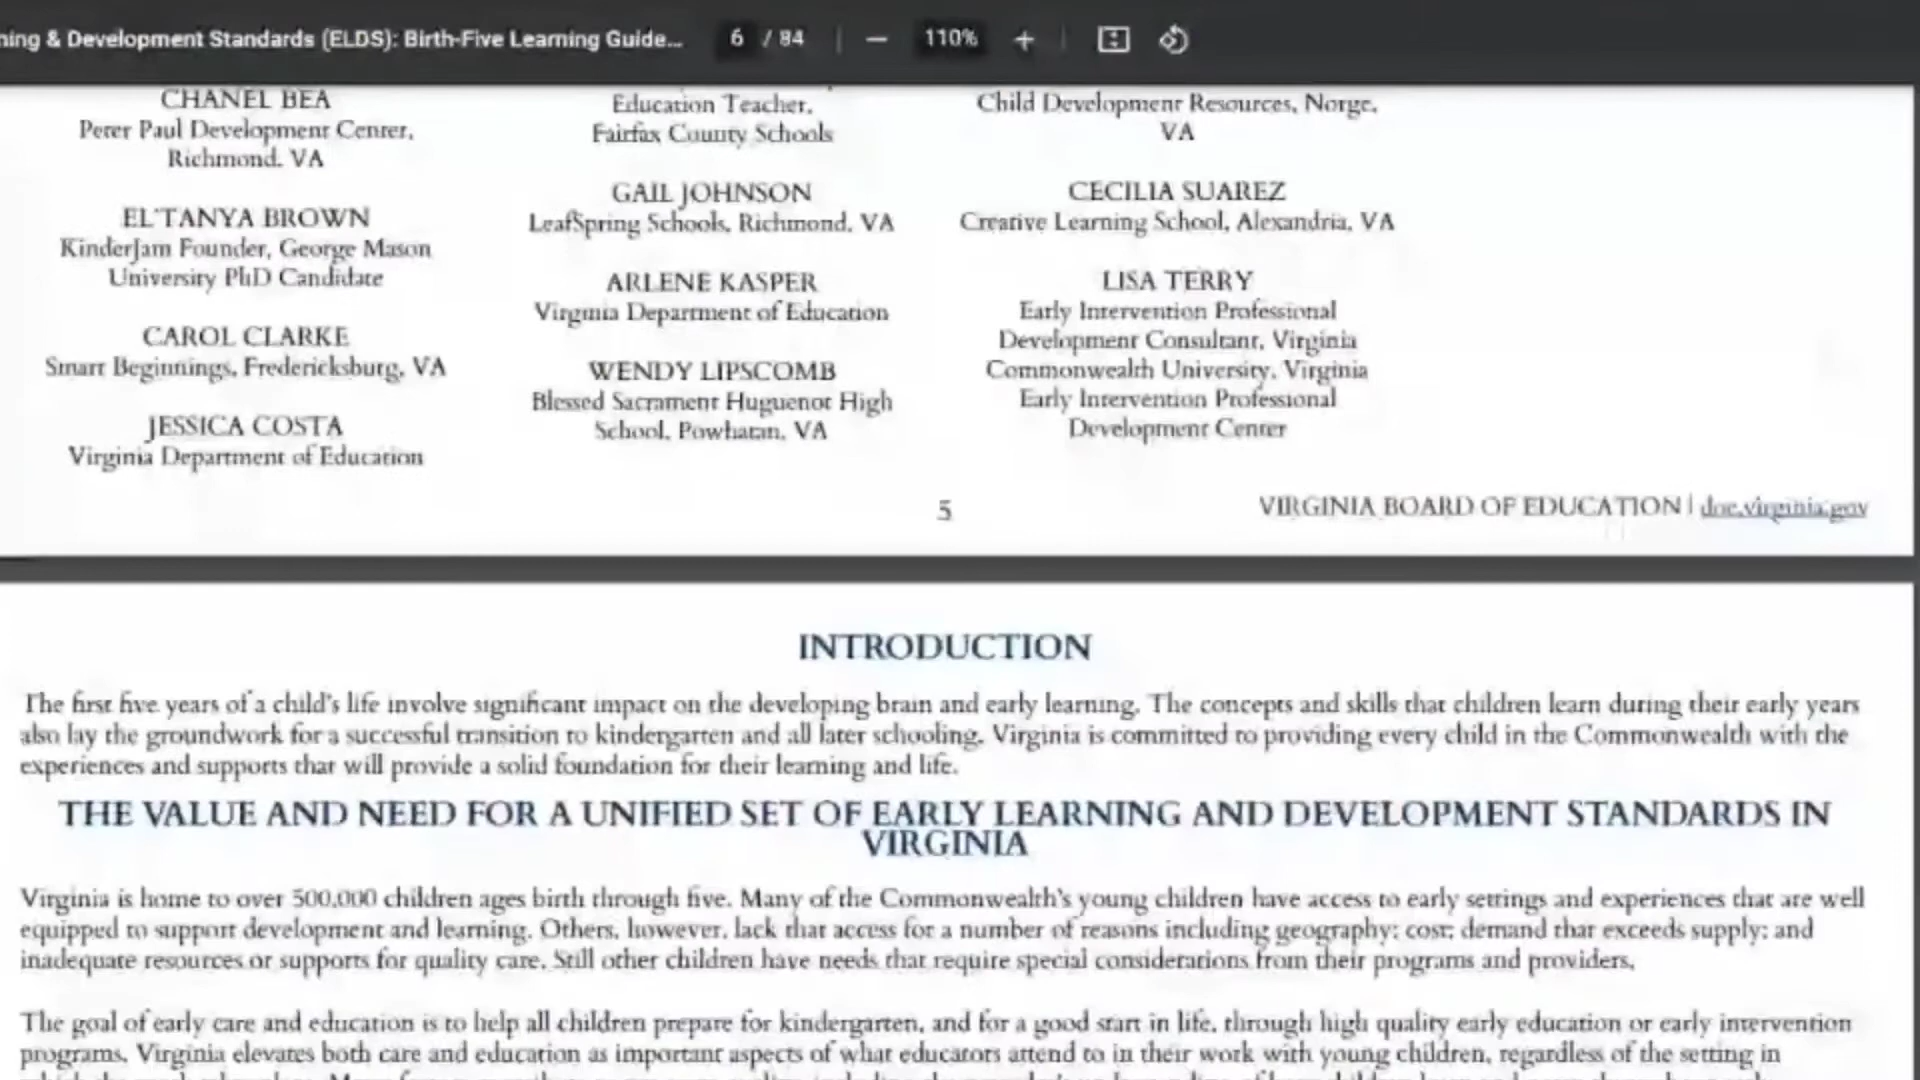 ning & Development Standards (ELDS): Birth-Five Learning Guide... 6 / 84 110%
CHANEL BEA
Peter Paul Development Center,
Richmond, VA
EL'TANYA BROWN
KinderJam Founder, George Mason
University PhD Candidate
CAROL CLARKE
Smart Beginnings, Fredericksburg, VA
JESSICA COSTA
Virginia Department of Education
Education Teacher,
Fairfax County Schools
GAIL JOHNSON
LeafSpring Schools, Richmond, VA
ARLENE KASPER
Virginia Department of Education
WENDY LIPSCOMB
Blessed Sacrament Huguenot High
School, Powhatan, VA
Child Development Resources, Norge,
VA
CECILIA SUAREZ
Creative Learning School, Alexandria, VA
LISA TERRY
Early Intervention Professional
Development Consultant, Virginia
Commonwealth University, Virginia
Early Intervention Professional
Development Center
5
VIRGINIA BOARD OF EDUCATION | doe.virginia.gov
INTRODUCTION
The first five years of a child's life involve significant impact on the developing brain and early learning. The concepts and skills that children learn during their early years
also lay the groundwork for a successful transition to kindergarten and all later schooling. Virginia is committed to providing every child in the Commonwealth with the
experiences and supports that will provide a solid foundation for their learning and life.
THE VALUE AND NEED FOR A UNIFIED SET OF EARLY LEARNING AND DEVELOPMENT STANDARDS IN
VIRGINIA
Virginia is home to over 500,000 children ages birth through five. Many of the Commonwealth's young children have access to early settings and experiences that are well
equipped to support development and learning. Others, however, lack that access for a number of reasons including geography; cost; demand that exceeds supply; and
inadequate resources or supports for quality care. Still other children have needs that require special considerations from their programs and providers.
The goal of early care and education is to help all children prepare for kindergarten, and for a good start in life, through high quality early education or early intervention
programs. Virginia elevates both care and education as important aspects of what educators attend to in their work with young children, regardless of the setting in